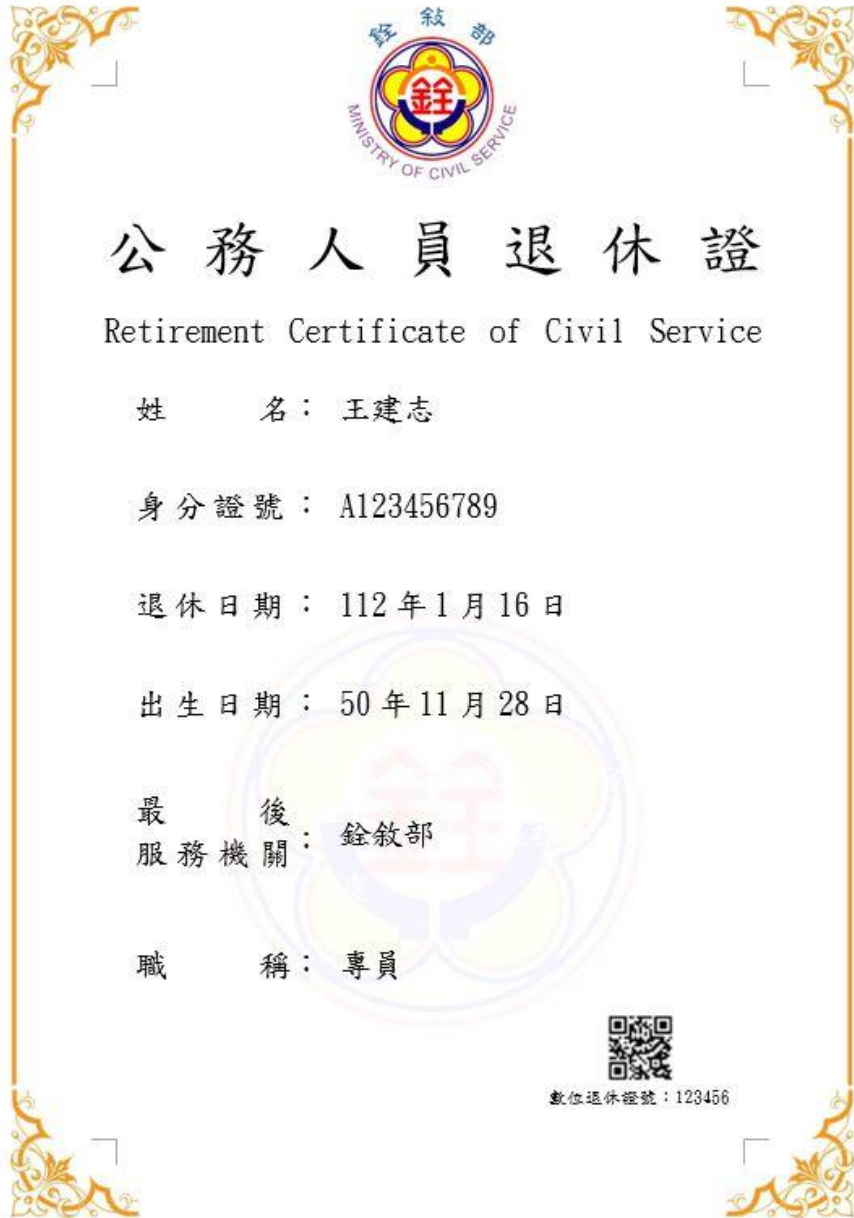 銓敍部
銓
MINISTRY OF CIVIL SERVICE
公務人員退休證
Retirement Certificate of Civil Service
姓名：王建志
身分證號：A123456789
退休日期：112年1月16日
出生日期：50年11月28日
最後
服務機關：銓敘部
職稱：專員
數位退休證號：123456